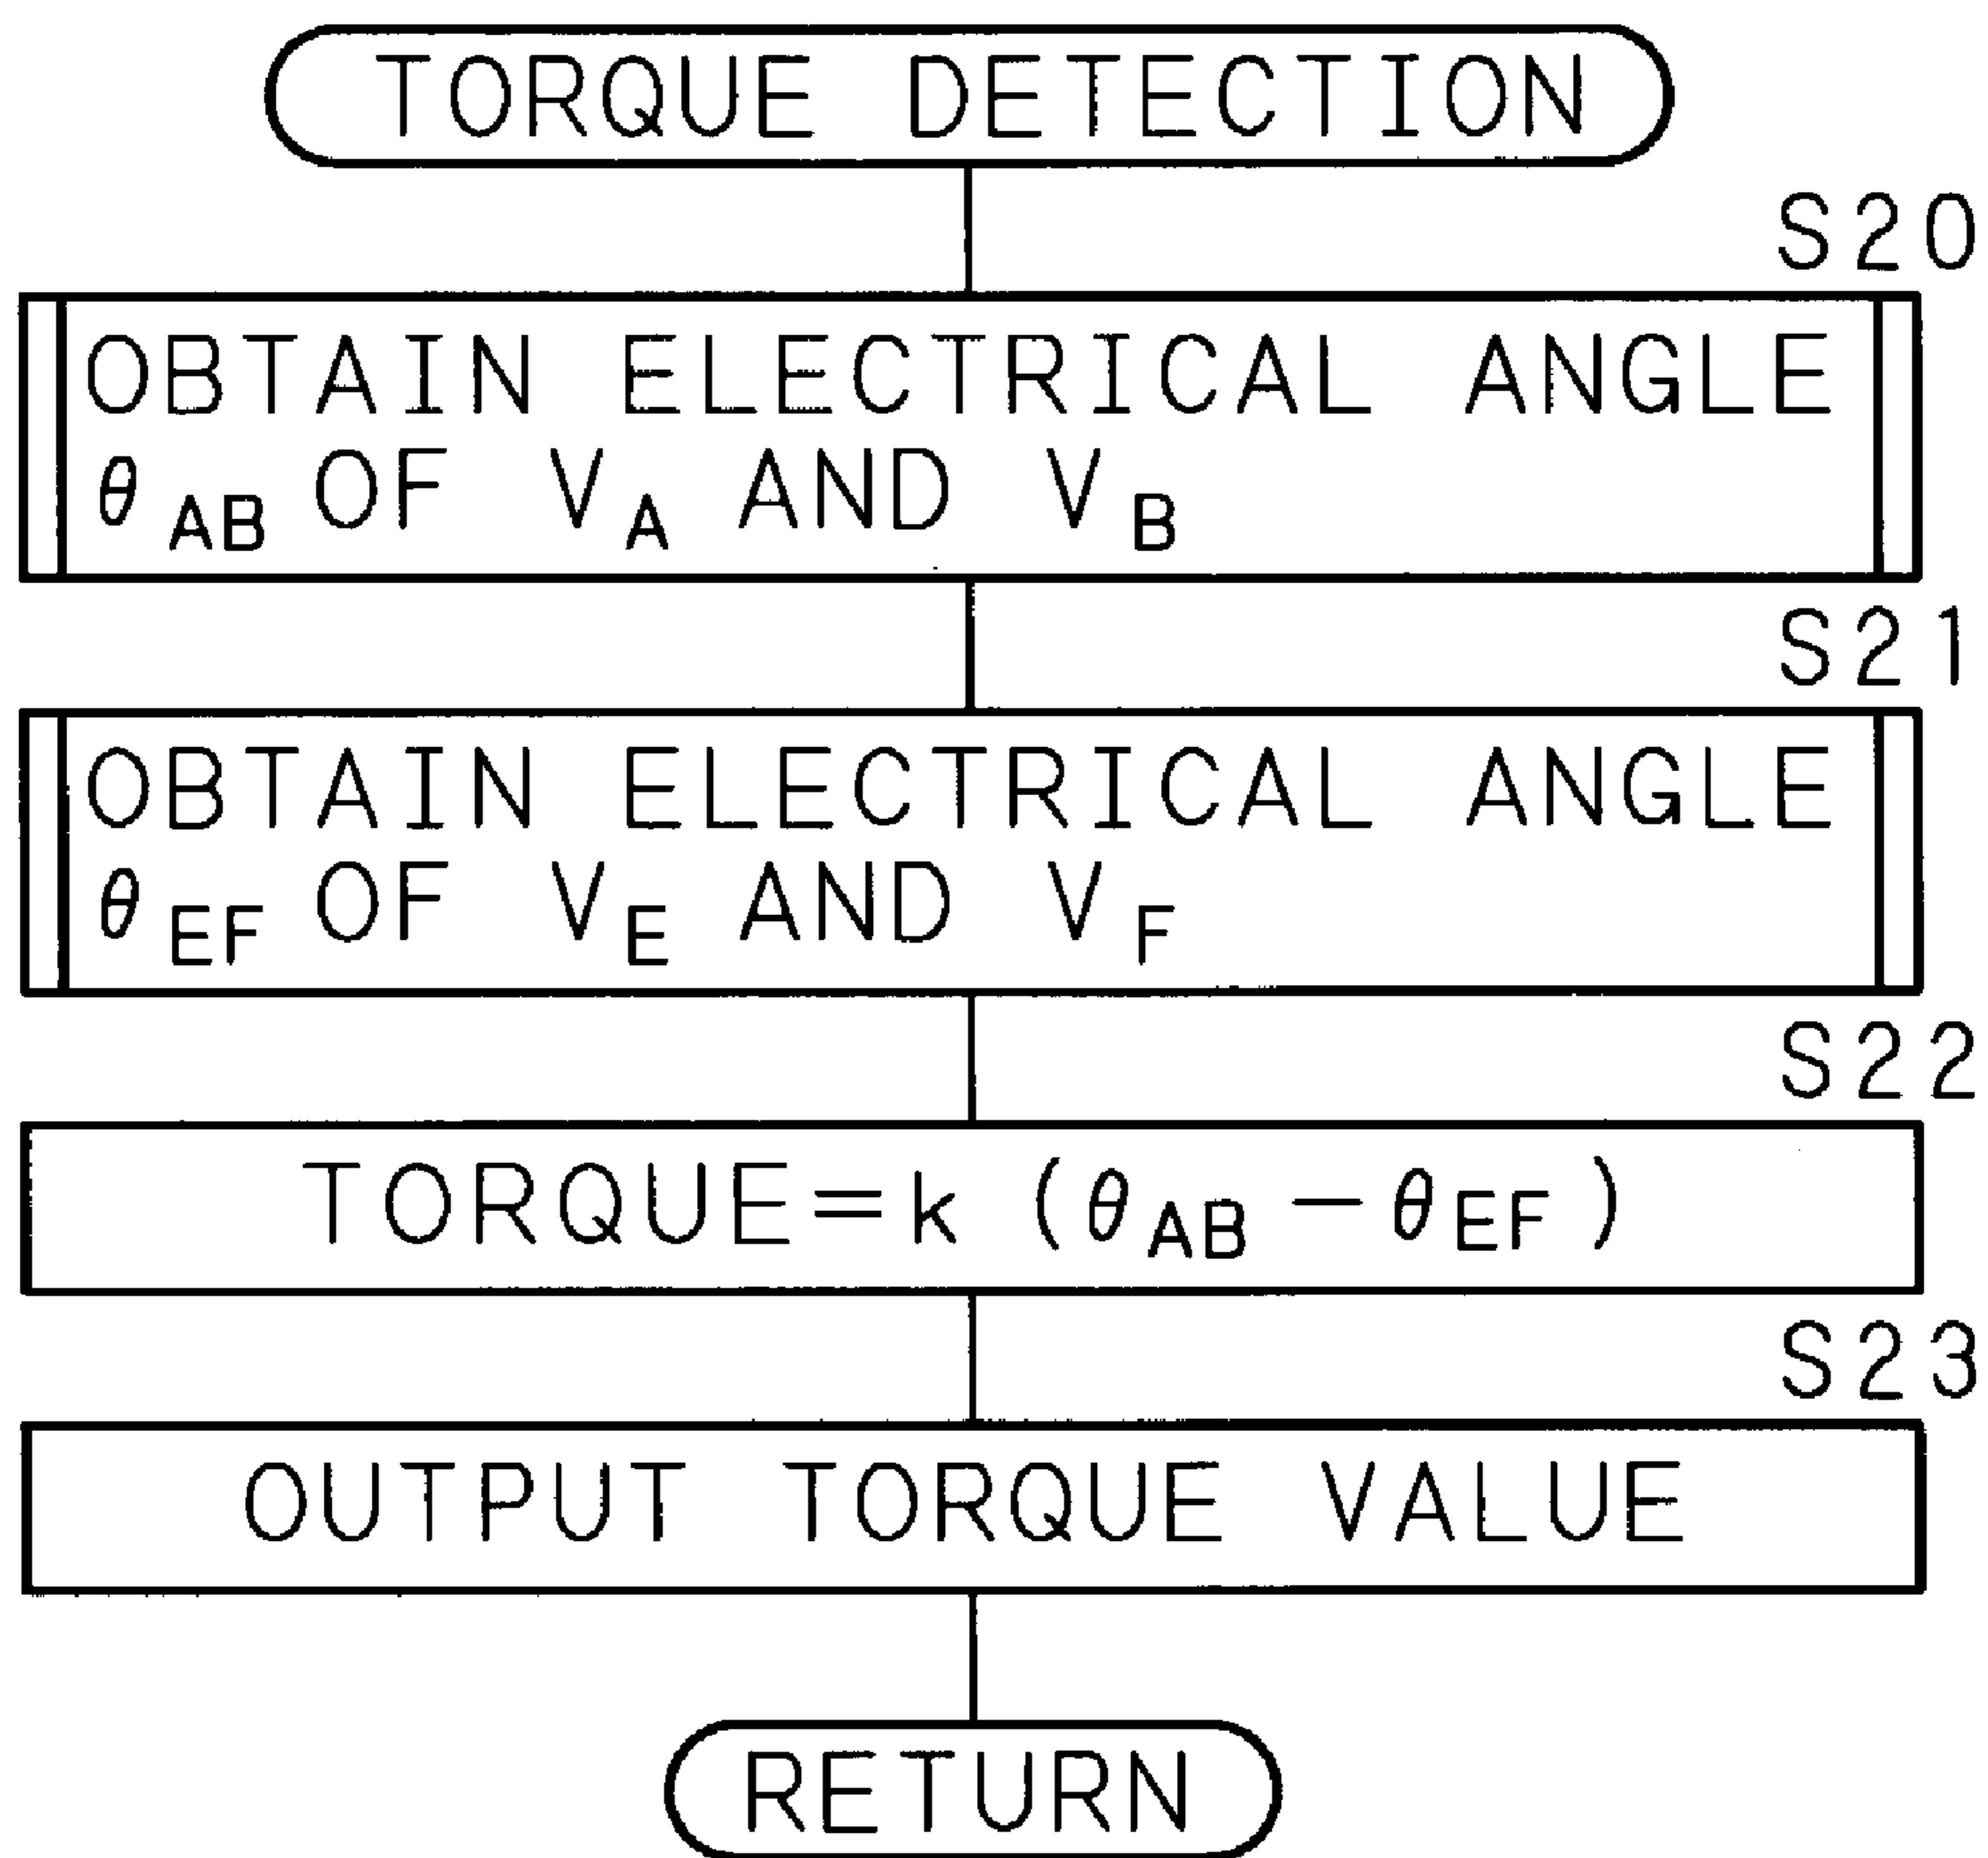 TORQUE DETECTION
S20
OBTAIN ELECTRICAL ANGLE
θAB OF VA AND VB
S21
OBTAIN ELECTRICAL ANGLE
θEF OF VE AND VF
S22
TORQUE=k (θAB-θEF)
S23
OUTPUT TORQUE VALUE
RETURN